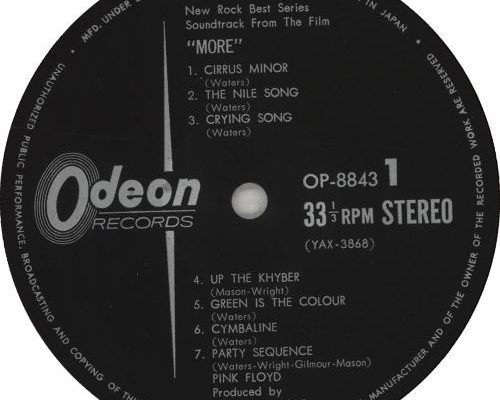 New Rock Best Series
Soundtrack From The Film
"MORE"
1. CIRRUS MINOR
(Waters)
2. THE NILE SONG
(Waters)
3. CRYING SONG
(Waters)
Odeon
RECORDS
OP-8843 1
33 1/3 RPM STEREO
(YAX-3868)
4. UP THE KHYBER
(Mason-Wright)
5. GREEN IS THE COLOUR
(Waters)
6. CYMBALINE
(Waters)
7. PARTY SEQUENCE
(Waters-Wright-Gilmour-Mason)
PINK FLOYD
Produced by
MANUFACTURER AND OF THE OWNER OF THE RECORDED WORK ARE RESERVED
UNAUTHORIZED PUBLIC PERFORMANCE, BROADCASTING AND COPYING OF
MFD. UNDER
IN JAPAN